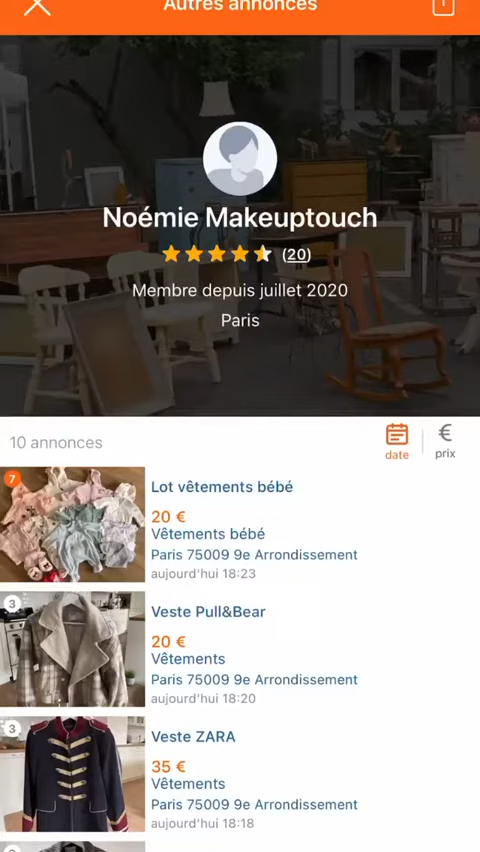 Autres annonces
Noémie Makeuptouch
(20)
Membre depuis juillet 2020
Paris
10 annonces
date
€
prix
7
Lot vêtements bébé
20 €
Vêtements bébé
Paris 75009 9e Arrondissement
aujourd'hui 18:23
3
Veste Pull&Bear
20 €
Vêtements
Paris 75009 9e Arrondissement
aujourd'hui 18:20
3
Veste ZARA
35 €
Vêtements
Paris 75009 9e Arrondissement
aujourd'hui 18:18